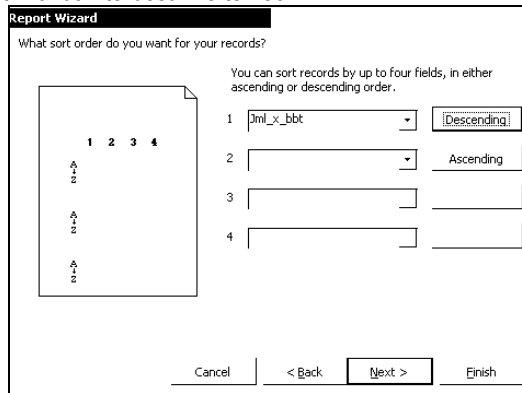 Report Wizard
What sort order do you want for your records?
You can sort records by up to four fields, in either
ascending or descending order.
1 Jml_x_bbt Descending
2 Ascending
3
4
1 2 3 4
A
Z
A
Z
A
Z
Cancel < Back Next > Finish